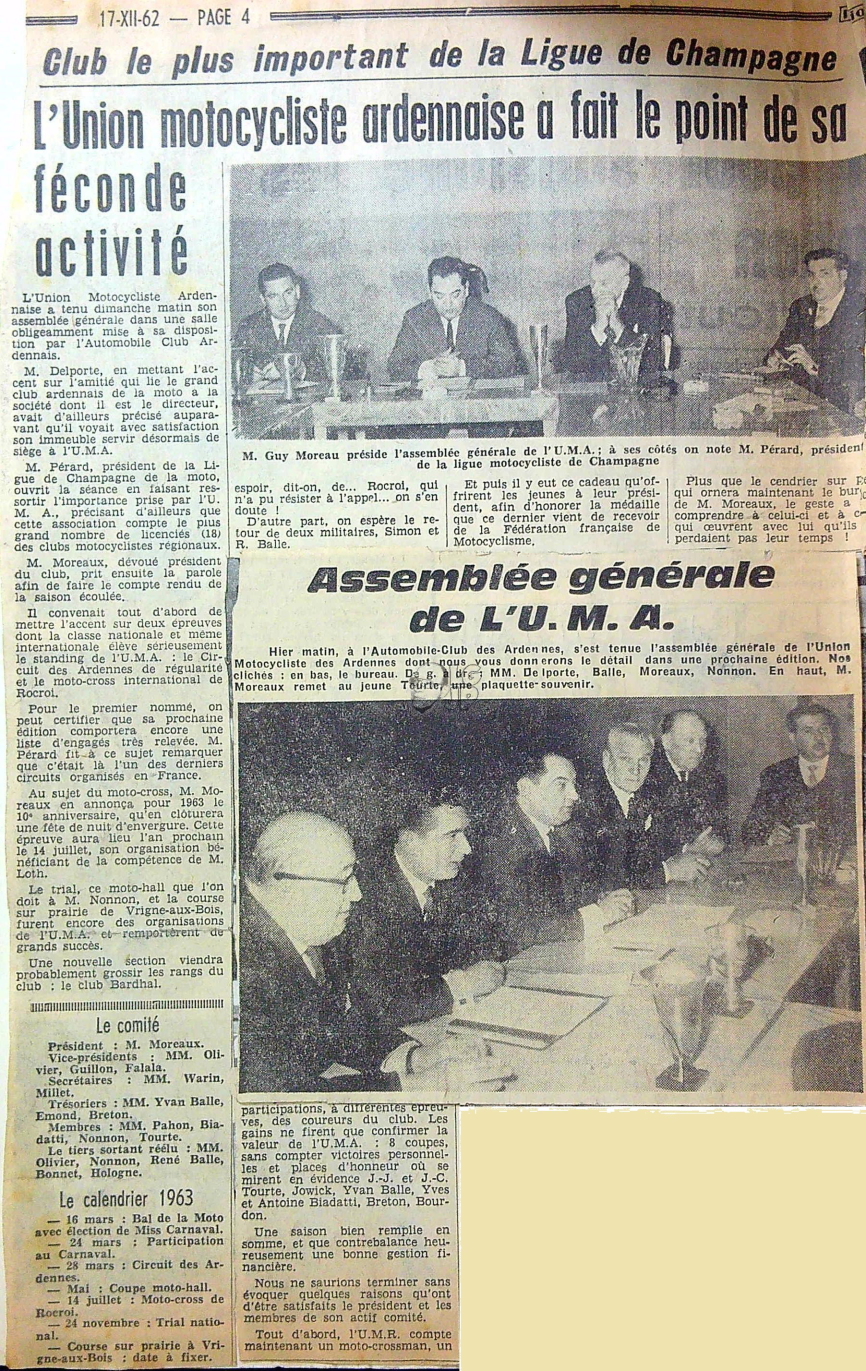 17-XII-62 — PAGE 4
Club le plus important de la Ligue de Champagne
L'Union motocycliste ardennaise a fait le point de sa
féconde
activité
L'Union Motocycliste Arden-
naise a tenu dimanche matin son
assemblée générale dans une salle
obligeamment mise à sa disposi-
tion par l'Automobile Club Ar-
dennais.
M. Delporte, en mettant l'ac-
cent sur l'amitié qui lie le grand
club ardennais de la moto a la
société dont il est le directeur,
avait d'ailleurs précisé aupara-
vant qu'il voyait avec satisfaction
son immeuble servir désormais de
siège à l'U.M.A.
M. Pérard, président de la Li-
gue de Champagne de la moto,
ouvrit la séance en faisant res-
sortir l'importance prise par l'U.
M. A., précisant d'ailleurs que
cette association compte le plus
grand nombre de licenciés (18)
des clubs motocyclistes régionaux.
M. Moreaux, dévoué président
du club, prit ensuite la parole
afin de faire le compte rendu de
la saison écoulée.
Il convenait tout d'abord de
mettre l'accent sur deux épreuves
dont la classe nationale et même
internationale élève sérieusement
le standing de l'U.M.A. : le Cir-
cuit des Ardennes de régularité
et le moto-cross international de
Rocroi.
Pour le premier nommé, on
peut certifier que sa prochaine
édition comportera encore une
liste d'engagés très relevée. M.
Pérard fit à ce sujet remarquer
que c'était là l'un des derniers
circuits organisés en France.
Au sujet du moto-cross, M. Mo-
reaux en annonça pour 1963 le
10e anniversaire, qu'en clôturera
une fête de nuit d'envergure. Cette
épreuve aura lieu l'an prochain
le 14 juillet, son organisation bé-
néficiant de la compétence de M.
Loth.
Le trial, ce moto-hall que l'on
doit à M. Nonnon, et la course
sur prairie de Vrigne-aux-Bois,
furent encore des organisations
de l'U.M.A. et remportèrent de
grands succès.
Une nouvelle section viendra
probablement grossir les rangs du
club : le club Bardhal.
Le comité
Président : M. Moreaux.
Vice-présidents : MM. Oli-
vier, Guillon, Falala.
Secrétaires : MM. Warin,
Millet.
Trésoriers : MM. Yvan Balle,
Emond, Breton.
Membres : MM. Pahon, Bia-
datti, Nonnon, Tourte.
Le tiers sortant réélu : MM.
Olivier, Nonnon, René Balle,
Bonnet, Hologne.
Le calendrier 1963
— 16 mars : Bal de la Moto
avec élection de Miss Carnaval.
— 24 mars : Participation
au Carnaval.
— 28 mars : Circuit des Ar-
dennes.
— Mai : Coupe moto-hall.
— 14 juillet : Moto-cross de
Rocroi.
— 24 novembre : Trial natio-
nal.
— Course sur prairie à Vri-
gne-aux-Bois : date à fixer.
M. Guy Moreau préside l'assemblée générale de l'U.M.A. ; à ses côtés on note M. Pérard, président
de la ligue motocycliste de Champagne
espoir, dit-on, de... Rocroi, qui
n'a pu résister à l'appel... on s'en
doute !
D'autre part, on espère le re-
tour de deux militaires, Simon et
R. Balle.
Et puis il y eut ce cadeau qu'of-
frirent les jeunes à leur prési-
dent, afin d'honorer la médaille
que ce dernier vient de recevoir
de la Fédération française de
Motocyclisme.
Plus que le cendrier sur
qui ornera maintenant le bur
de M. Moreaux, le geste a
comprendre à celui-ci et à c
qui œuvrent avec lui qu'ils
perdaient pas leur temps !
Assemblée générale
de L'U. M. A.
Hier matin, à l'Automobile-Club des Ardennes, s'est tenue l'assemblée générale de l'Union
Motocycliste des Ardennes dont nous vous donnerons le détail dans une prochaine édition. Nos
clichés : en bas, le bureau. De g. à dr. : MM. Delporte, Balle, Moreaux, Nonnon. En haut, M.
Moreaux remet au jeune Tourte, une plaquette-souvenir.
participations, à différentes épreu-
ves, des coureurs du club. Les
gains ne firent que confirmer la
valeur de l'U.M.A. : 8 coupes,
sans compter victoires personnel-
les et places d'honneur où se
mirent en évidence J.-J. et J.-C.
Tourte, Jowick, Yvan Balle, Yves
et Antoine Biadatti, Breton, Bour-
don.
Une saison bien remplie en
somme, et que contrebalance heu-
reusement une bonne gestion fi-
nancière.
Nous ne saurions terminer sans
évoquer quelques raisons qu'ont
d'être satisfaits le président et les
membres de son actif comité.
Tout d'abord, l'U.M.R. compte
maintenant un moto-crossman, un